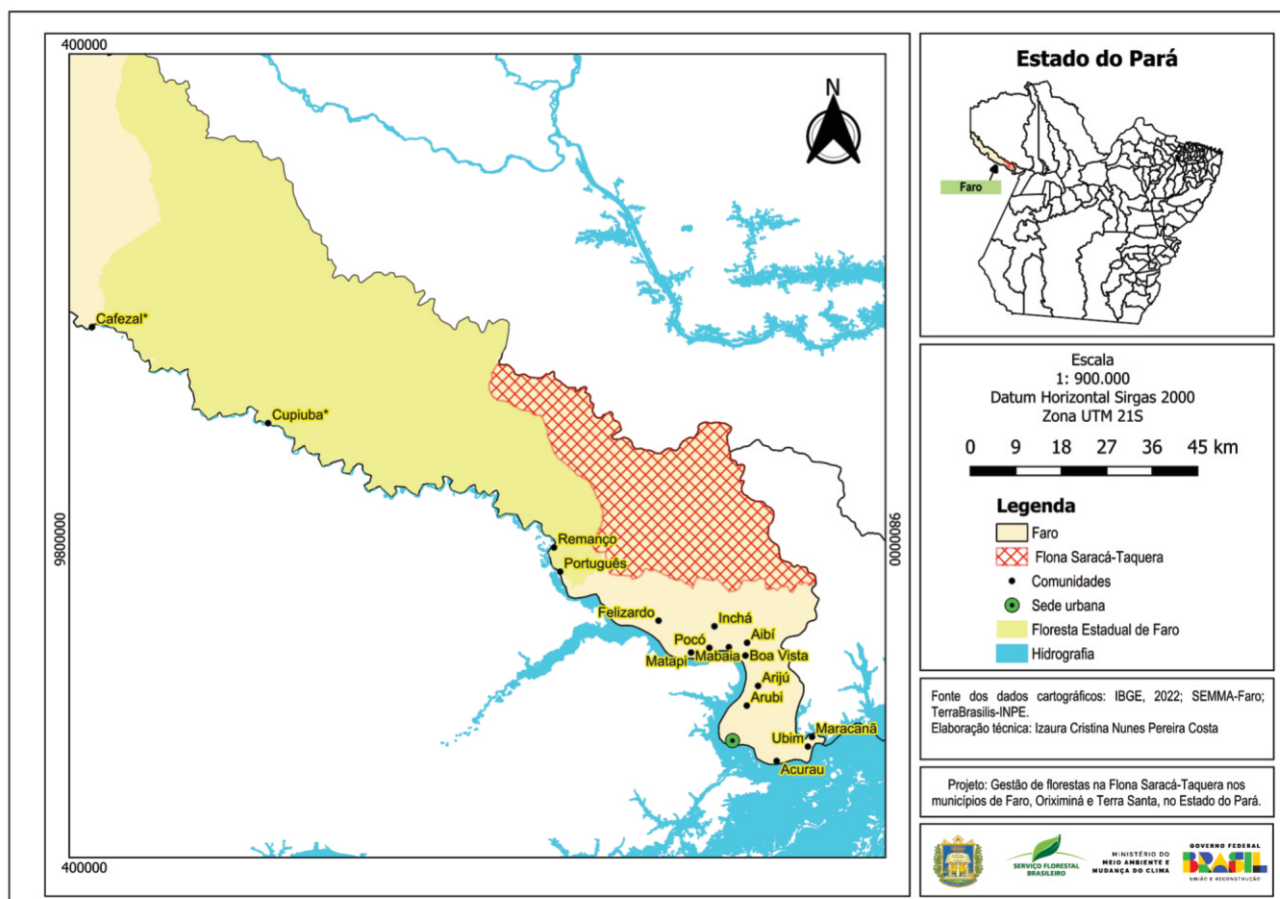 400000
N
9800000
9800000
Cafezal*
Cupiuba*
Remanço
Português
Felizardo
Inchá
Pocó
Aibí
Matapi
Mabaia
Boa Vista
Arijú
Arubi
Maracanã
Ubim
Acurau
400000
Estado do Pará
Faro
Escala
1: 900.000
Datum Horizontal Sirgas 2000
Zona UTM 21S
0 9 18 27 36 45 km
Legenda
Faro
Flona Saracá-Taquera
Comunidades
Sede urbana
Floresta Estadual de Faro
Hidrografia
Fonte dos dados cartográficos: IBGE, 2022; SEMMA-Faro;
TerraBrasilis-INPE.
Elaboração técnica: Izaura Cristina Nunes Pereira Costa
Projeto: Gestão de florestas na Flona Saracá-Taquera nos
municípios de Faro, Oriximiná e Terra Santa, no Estado do Pará.
SERVIÇO FLORESTAL
BRASILEIRO
MINISTÉRIO DO
MEIO AMBIENTE E
MUDANÇA DO CLIMA
GOVERNO FEDERAL
BRASIL
UNIÃO E RECONSTRUÇÃO